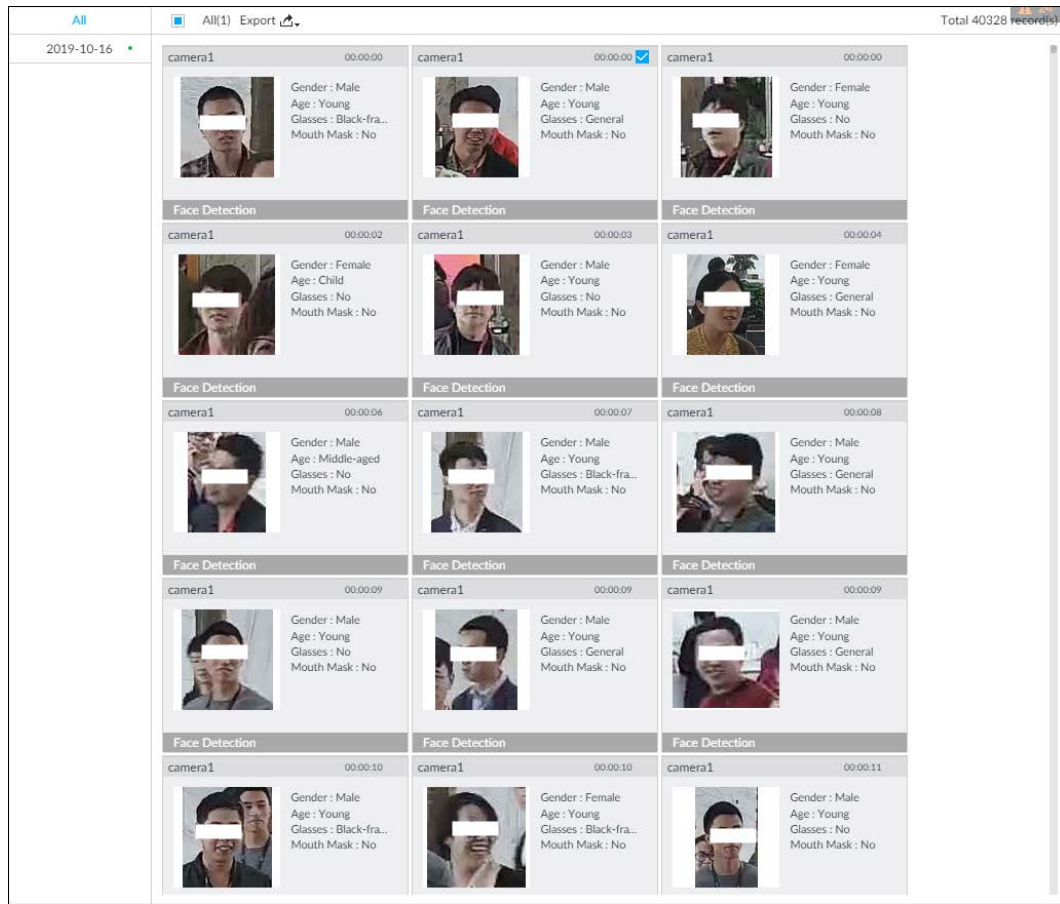 All
All(1) Export
Total 40328 record(s)
2019-10-16
camera1 00:00:00
Gender : Male
Age : Young
Glasses : Black-fra...
Mouth Mask : No
Face Detection
camera1 00:00:00
Gender : Male
Age : Young
Glasses : General
Mouth Mask : No
Face Detection
camera1 00:00:00
Gender : Female
Age : Young
Glasses : No
Mouth Mask : No
Face Detection
camera1 00:00:02
Gender : Female
Age : Child
Glasses : No
Mouth Mask : No
Face Detection
camera1 00:00:03
Gender : Male
Age : Young
Glasses : No
Mouth Mask : No
Face Detection
camera1 00:00:04
Gender : Female
Age : Young
Glasses : General
Mouth Mask : No
Face Detection
camera1 00:00:06
Gender : Male
Age : Middle-aged
Glasses : No
Mouth Mask : No
Face Detection
camera1 00:00:07
Gender : Male
Age : Young
Glasses : Black-fra...
Mouth Mask : No
Face Detection
camera1 00:00:08
Gender : Male
Age : Young
Glasses : General
Mouth Mask : No
Face Detection
camera1 00:00:09
Gender : Male
Age : Young
Glasses : No
Mouth Mask : No
Face Detection
camera1 00:00:09
Gender : Male
Age : Young
Glasses : General
Mouth Mask : No
Face Detection
camera1 00:00:09
Gender : Male
Age : Young
Glasses : General
Mouth Mask : No
Face Detection
camera1 00:00:10
Gender : Male
Age : Young
Glasses : Black-fra...
Mouth Mask : No
camera1 00:00:10
Gender : Female
Age : Young
Glasses : Black-fra...
Mouth Mask : No
camera1 00:00:11
Gender : Male
Age : Young
Glasses : No
Mouth Mask : No